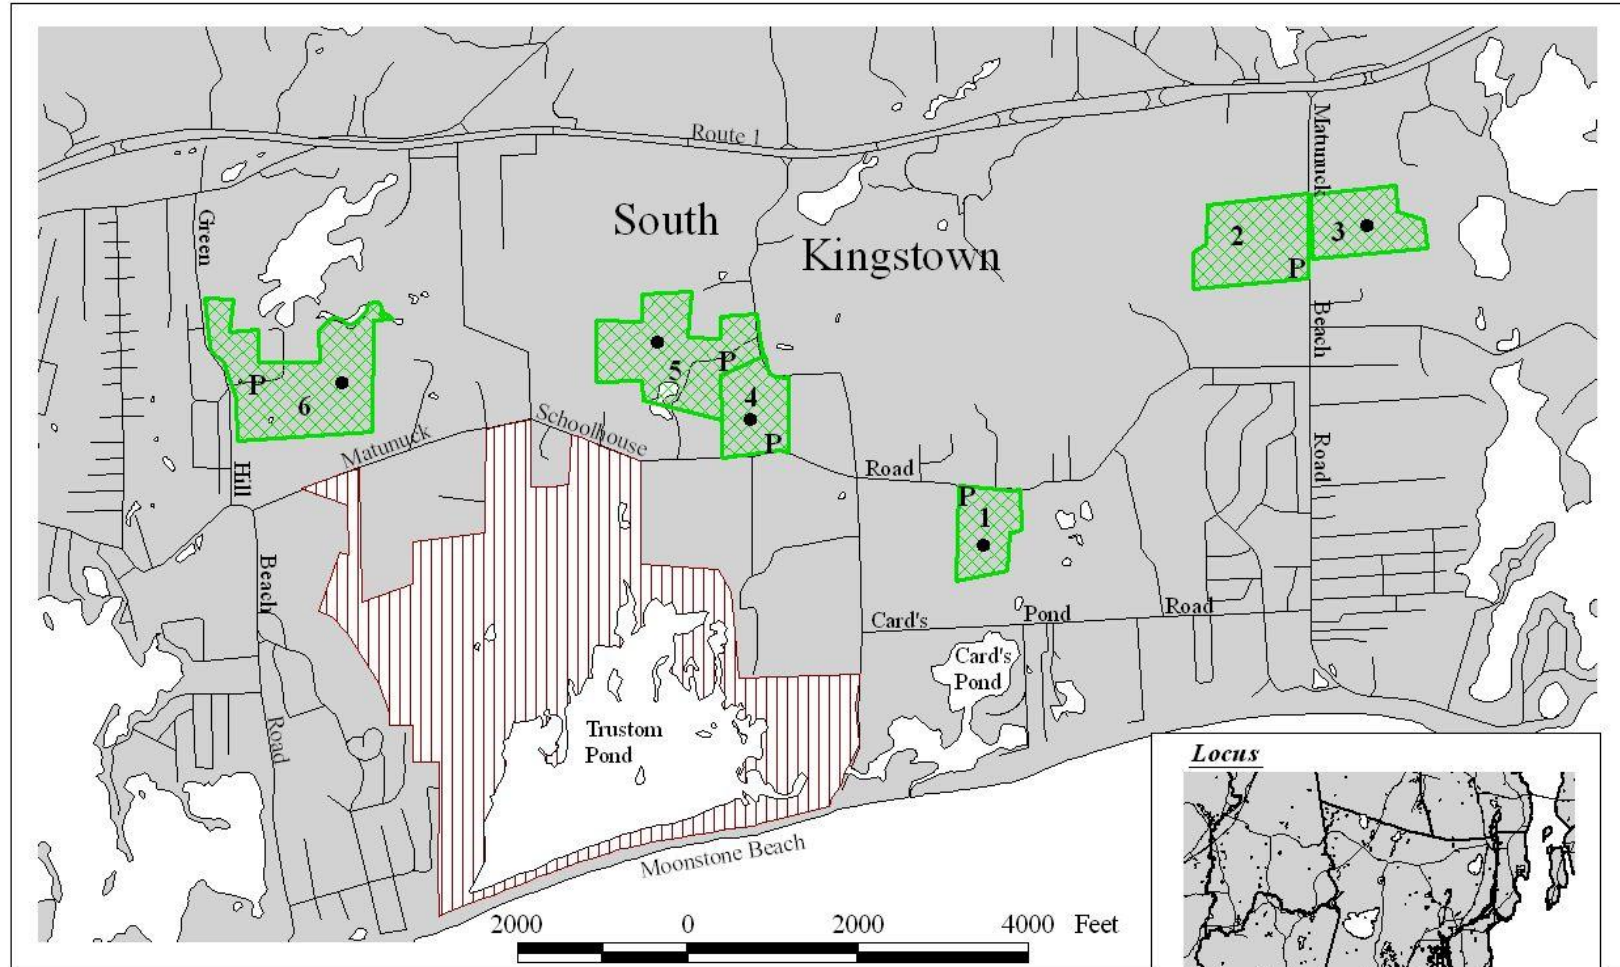 Route 1
Matunuck
South
Kingstown
Green
2
3
P
Beach
5
P
P
6
4
P
Schoolhouse
Matunuck
Hill
Road
Road
P
1
Beach
Card's
Pond
Road
Card's
Pond
Road
Trustom
Pond
Moonstone Beach
Locus
2000
0
2000
4000
Feet